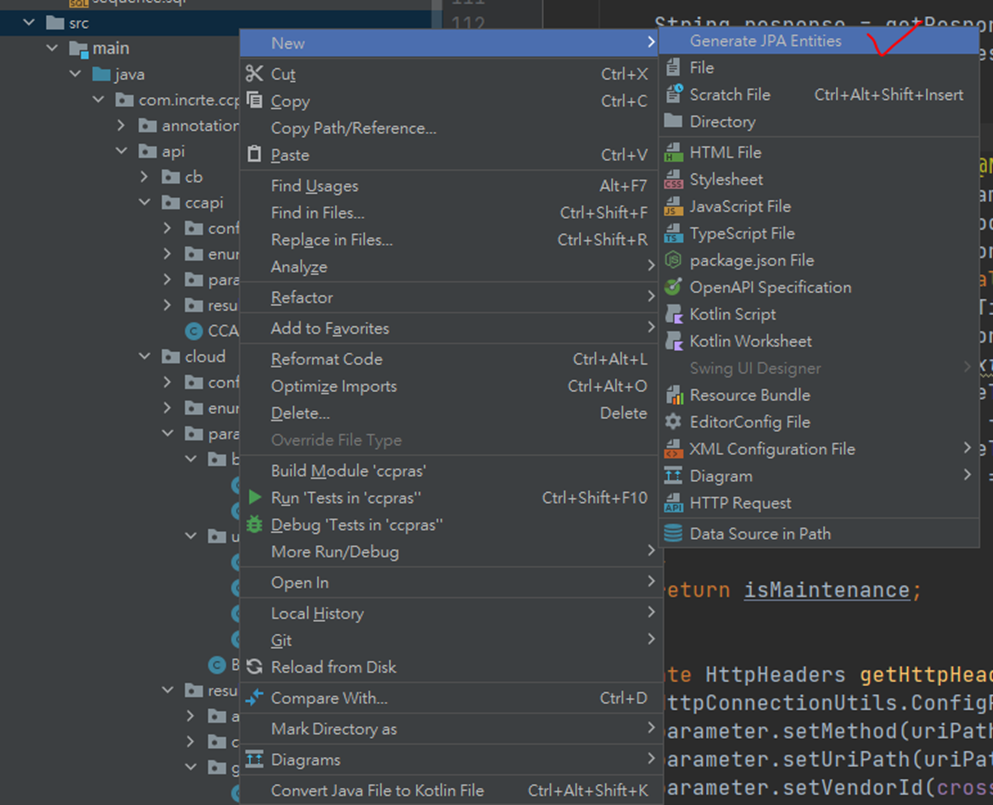 sequence.sql
111
src
112
String response = getRespon
main
New
Generate JPA Entities
java
Cut
Ctrl+X
File
com.incrte.ccp
Copy
Ctrl+C
Scratch File
Ctrl+Alt+Shift+Insert
annotation
Copy Path/Reference...
Directory
api
Paste
Ctrl+V
HTML File
cb
Find Usages
Alt+F7
Stylesheet
ccapi
Find in Files...
Ctrl+Shift+F
JavaScript File
conf
Replace in Files...
Ctrl+Shift+R
TypeScript File
enur
Analyze
package.json File
para
Refactor
OpenAPI Specification
resu
Add to Favorites
Kotlin Script
CCA
Reformat Code
Ctrl+Alt+L
Kotlin Worksheet
cloud
Optimize Imports
Ctrl+Alt+O
Swing UI Designer
conf
Delete...
Delete
Resource Bundle
enur
Override File Type
EditorConfig File
para
Build Module 'ccpras'
XML Configuration File
b
Run 'Tests in 'ccpras''
Ctrl+Shift+F10
Diagram
Debug 'Tests in 'ccpras''
HTTP Request
u
More Run/Debug
Data Source in Path
Open In
eturn isMaintenance;
Local History
Git
B
Reload from Disk
te HttpHeaders getHttpHead
resu
Compare With...
Ctrl+D
ttpConnectionUtils.ConfigP
a
Mark Directory as
arameter.setMethod(uriPath
c
Diagrams
arameter.setUriPath(uriPat
g
Convert Java File to Kotlin File
Ctrl+Alt+Shift+K
arameter.setVendorId(cross